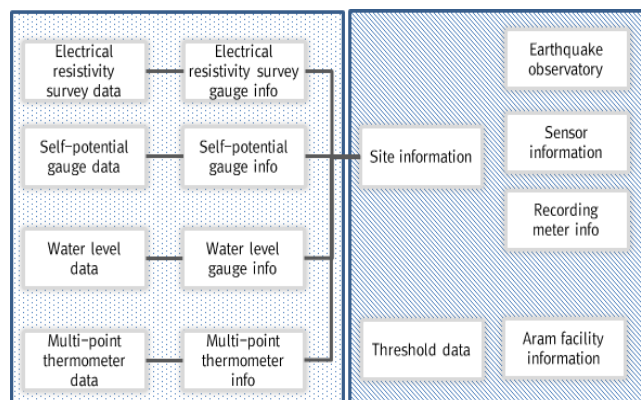 Electrical
resistivity
survey data
Electrical
resistivity survey
gauge info
Self-potential
gauge data
Self-potential
gauge info
Water level
data
Water level
gauge info
Multi-point
thermometer
data
Multi-point
thermometer
info
Site information
Threshold data
Earthquake
observatory
Sensor
information
Recording
meter info
Aram facility
information